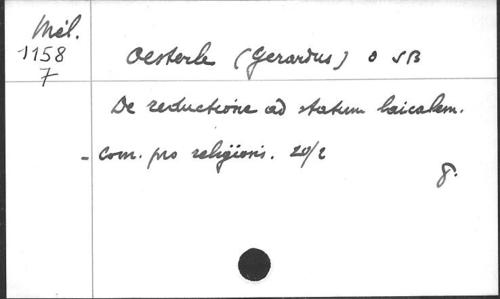 Mél.
1158
7
Oesterle (Gerardus) O SB
De reductione ad statum laicalem.
- Com. pro religiosis. 20/2
8.